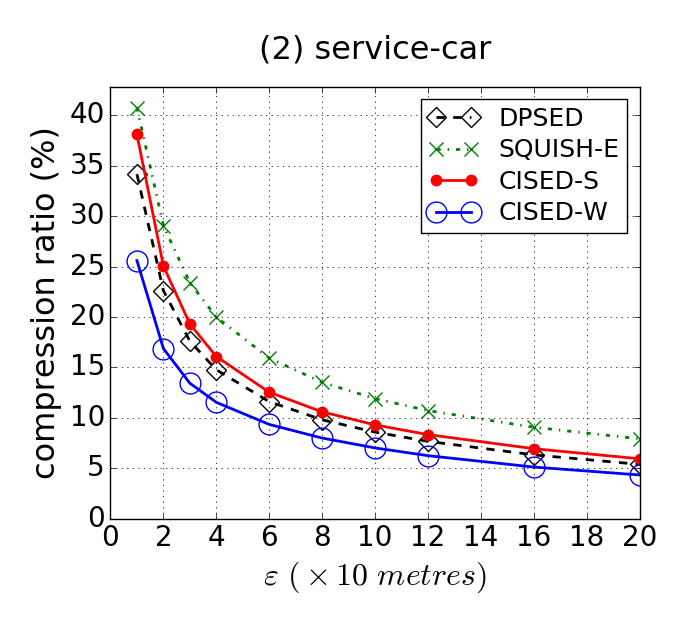 (2) service-car
DPSED
SQUISH-E
CISED-S
CISED-W
compression ratio (%)
40
35
30
25
20
15
10
5
0
0 2 4 6 8 10 12 14 16 18 20
ε (×10 metres)